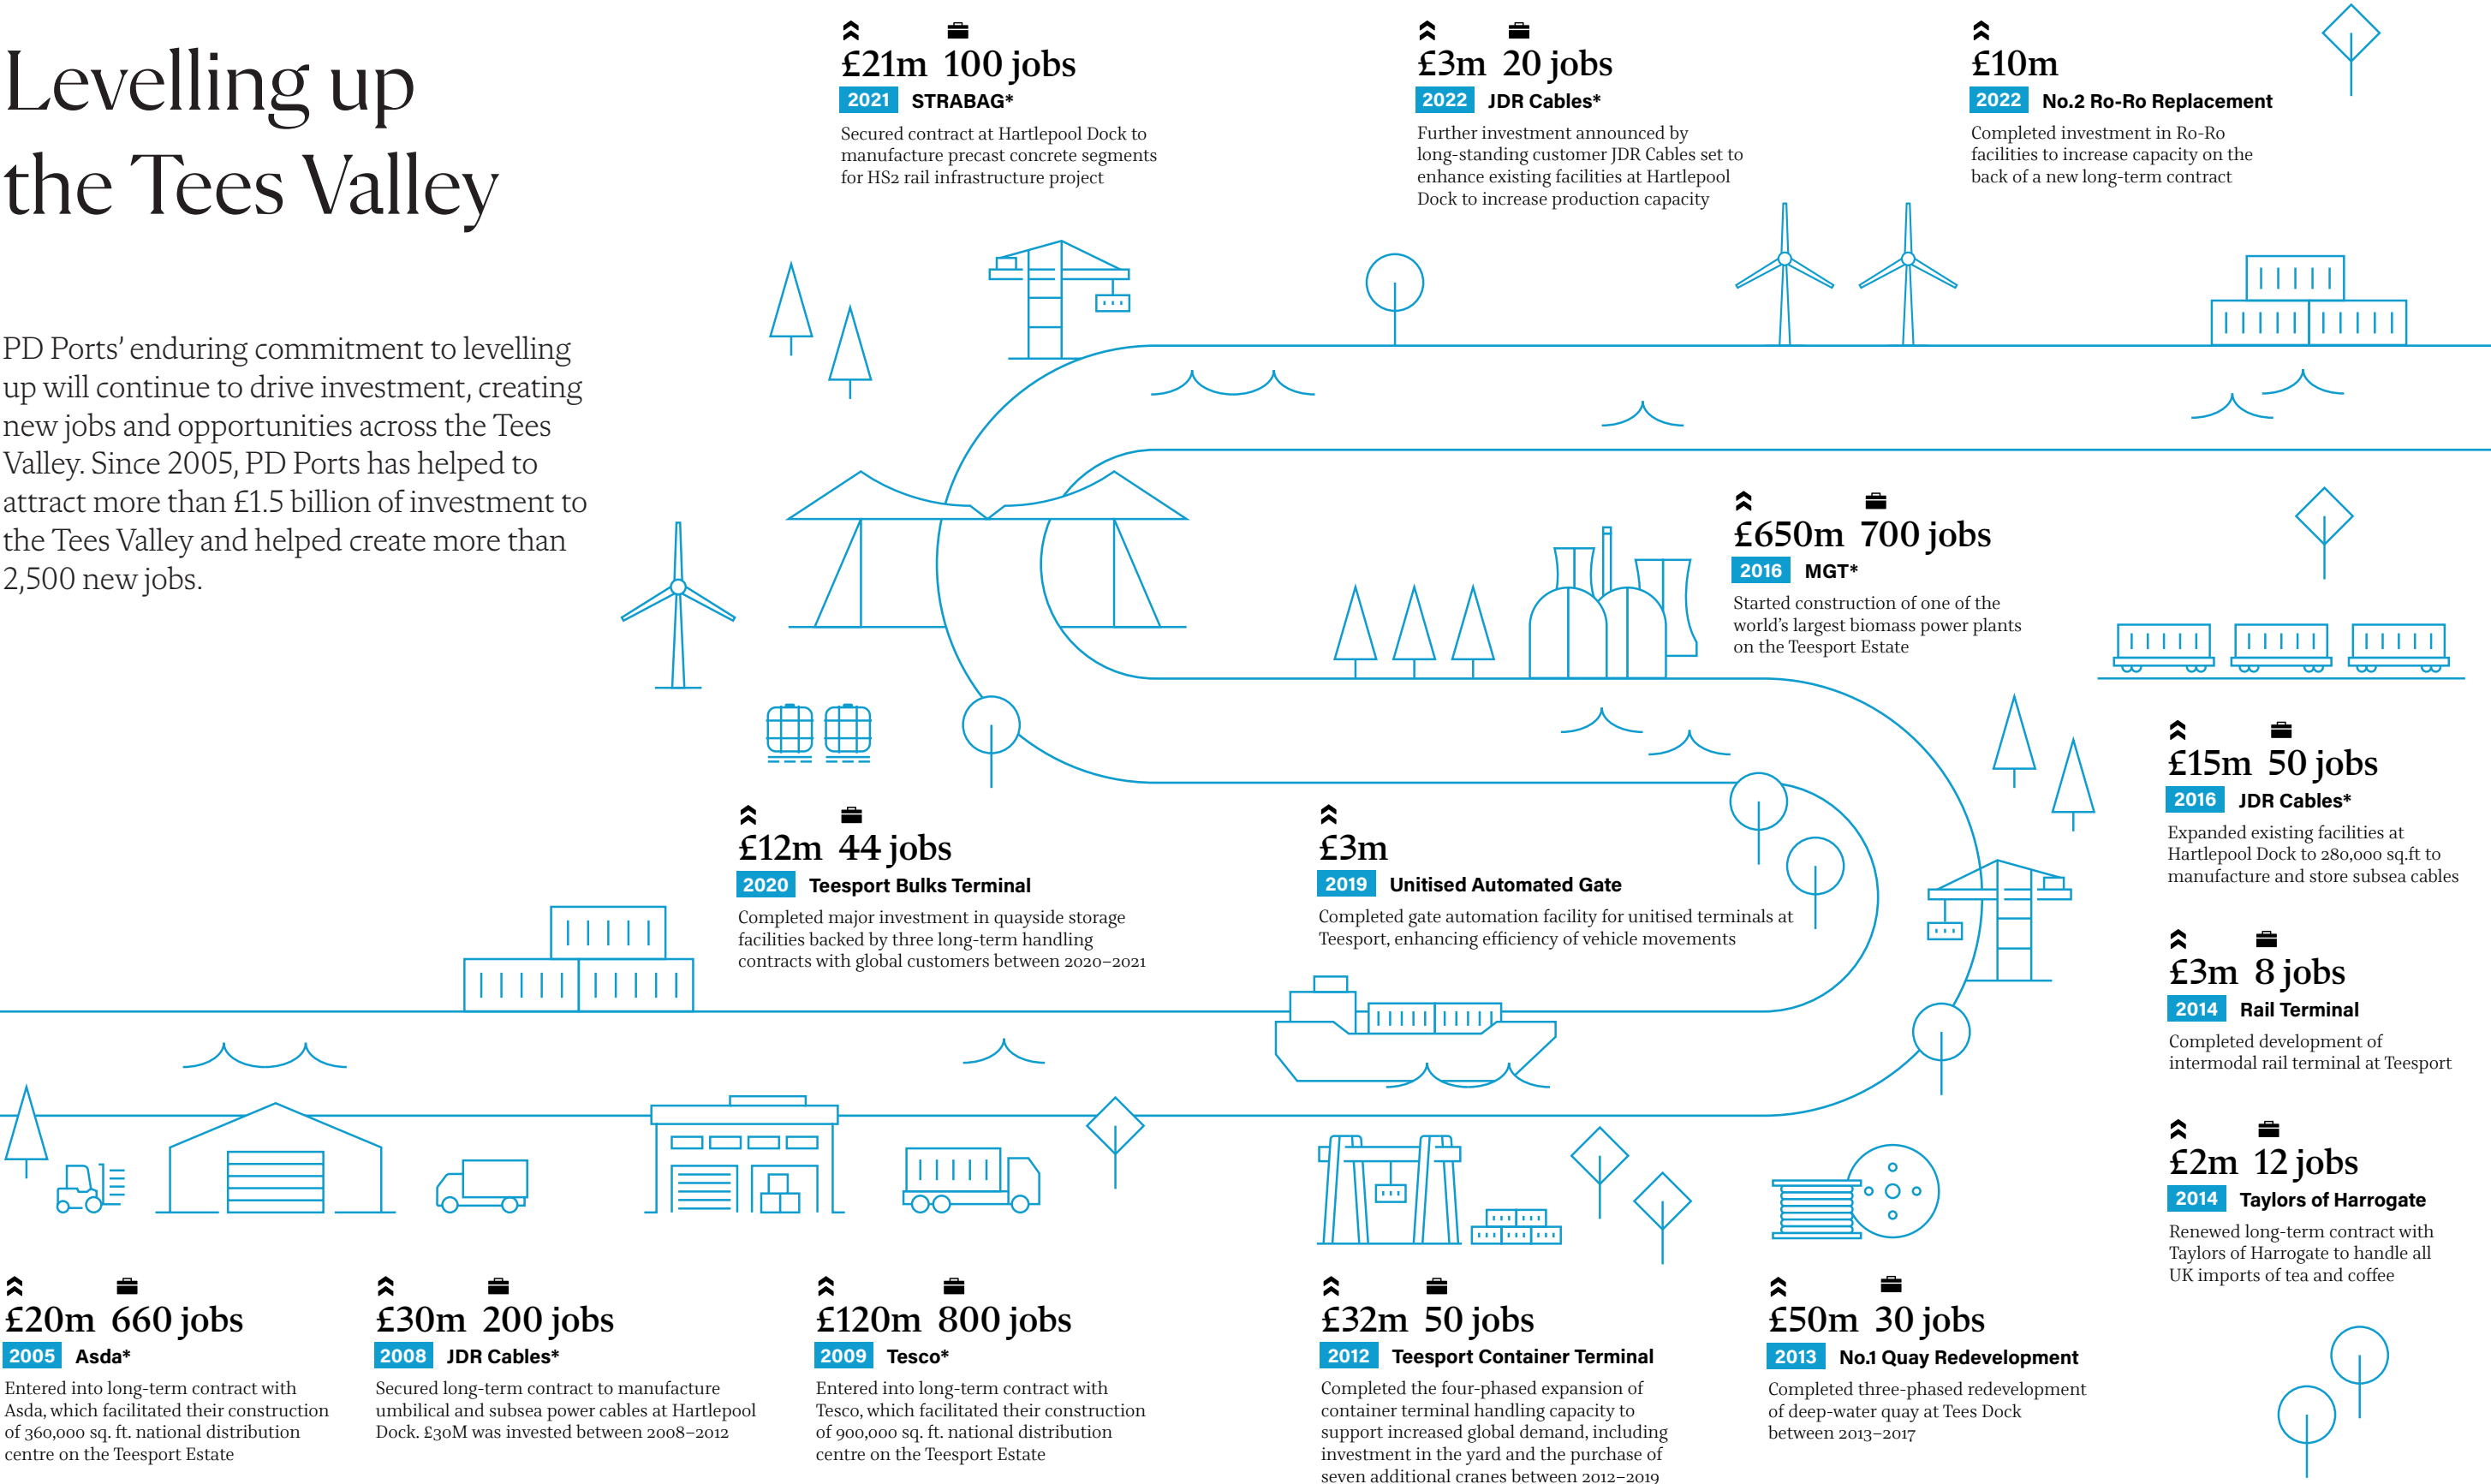 Levelling up
the Tees Valley
PD Ports’ enduring commitment to levelling
up will continue to drive investment, creating
new jobs and opportunities across the Tees
Valley. Since 2005, PD Ports has helped to
attract more than £1.5 billion of investment to
the Tees Valley and helped create more than
2,500 new jobs.
£21m 100 jobs
2021 STRABAG*
Secured contract at Hartlepool Dock to
manufacture precast concrete segments
for HS2 rail infrastructure project
£3m 20 jobs
2022 JDR Cables*
Further investment announced by
long-standing customer JDR Cables set to
enhance existing facilities at Hartlepool
Dock to increase production capacity
£10m
2022 No.2 Ro-Ro Replacement
Completed investment in Ro-Ro
facilities to increase capacity on the
back of a new long-term contract
£650m 700 jobs
2016 MGT*
Started construction of one of the
world’s largest biomass power plants
on the Teesport Estate
£15m 50 jobs
2016 JDR Cables*
Expanded existing facilities at
Hartlepool Dock to 280,000 sq.ft to
manufacture and store subsea cables
£12m 44 jobs
2020 Teesport Bulks Terminal
Completed major investment in quayside storage
facilities backed by three long-term handling
contracts with global customers between 2020–2021
£3m
2019 Unitised Automated Gate
Completed gate automation facility for unitised terminals at
Teesport, enhancing efficiency of vehicle movements
£3m 8 jobs
2014 Rail Terminal
Completed development of
intermodal rail terminal at Teesport
£2m 12 jobs
2014 Taylors of Harrogate
Renewed long-term contract with
Taylors of Harrogate to handle all
UK imports of tea and coffee
£20m 660 jobs
2005 Asda*
Entered into long-term contract with
Asda, which facilitated their construction
of 360,000 sq. ft. national distribution
centre on the Teesport Estate
£30m 200 jobs
2008 JDR Cables*
Secured long-term contract to manufacture
umbilical and subsea power cables at Hartlepool
Dock. £30M was invested between 2008–2012
£120m 800 jobs
2009 Tesco*
Entered into long-term contract with
Tesco, which facilitated their construction
of 900,000 sq. ft. national distribution
centre on the Teesport Estate
£32m 50 jobs
2012 Teesport Container Terminal
Completed the four-phased expansion of
container terminal handling capacity to
support increased global demand, including
investment in the yard and the purchase of
seven additional cranes between 2012–2019
£50m 30 jobs
2013 No.1 Quay Redevelopment
Completed three-phased redevelopment
of deep-water quay at Tees Dock
between 2013–2017